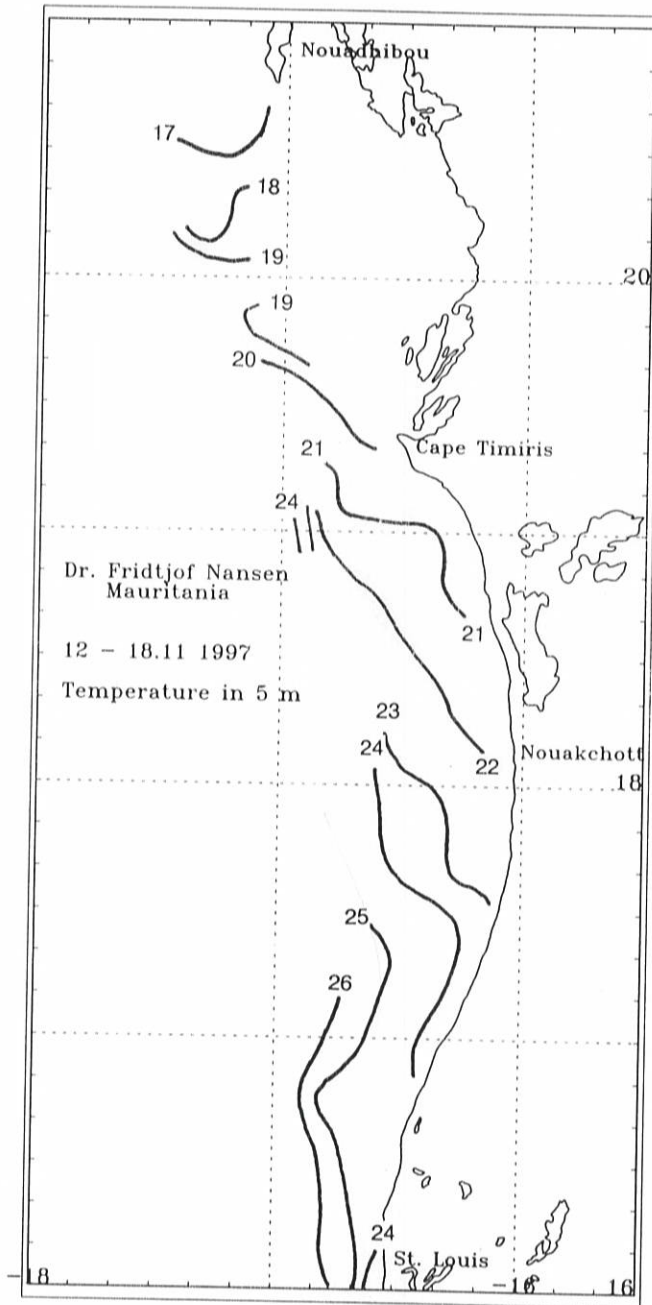 Nouadhibou
17
18
19
20
19
20
Cape Timiris
21
24
Dr. Fridtjof Nansen
Mauritania
21
12 - 18.11 1997
Temperature in 5 m
23
24
22
Nouakchott
18
25
26
24
St. Louis
-18
-16
16